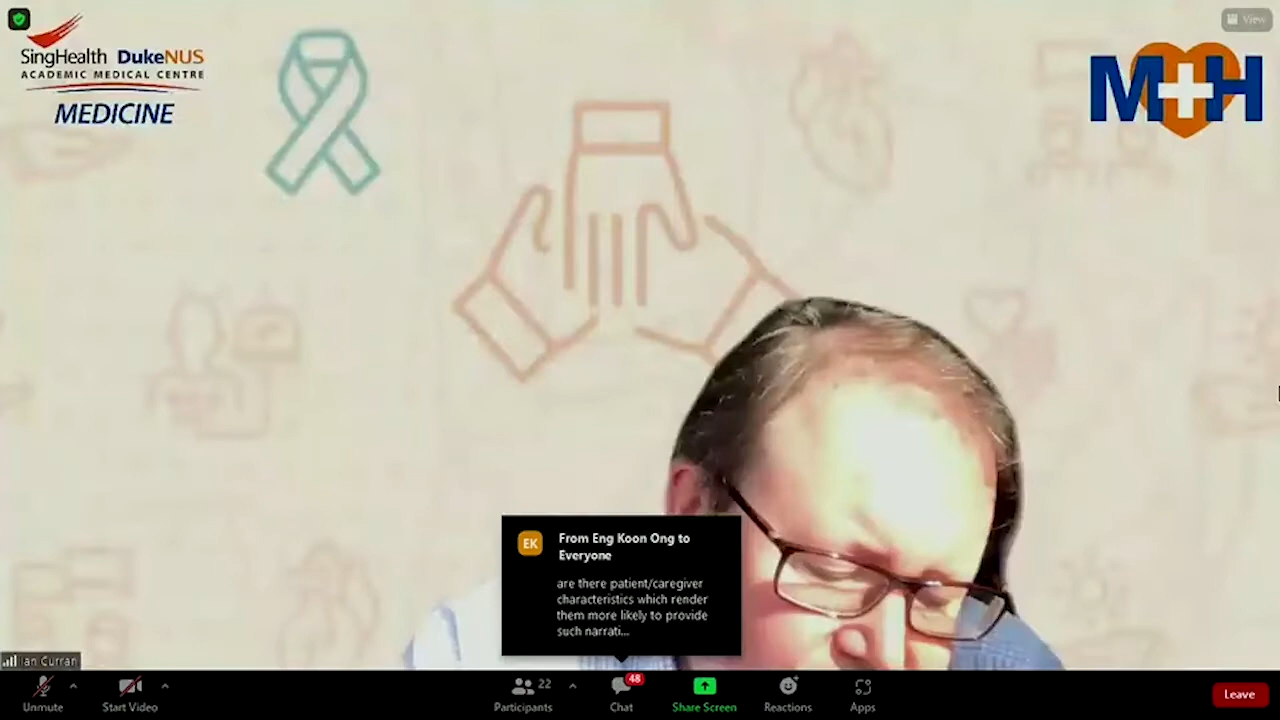 View
SingHealth DukeNUS
ACADEMIC MEDICAL CENTRE
MEDICINE
M+H
EK
From Eng Koon Ong to
Everyone
are there patient/caregiver
characteristics which render
them more likely to provide
such narrati...
Ian Curran
Unmute
Start Video
22
Participants
48
Chat
Share Screen
Reactions
Apps
Leave